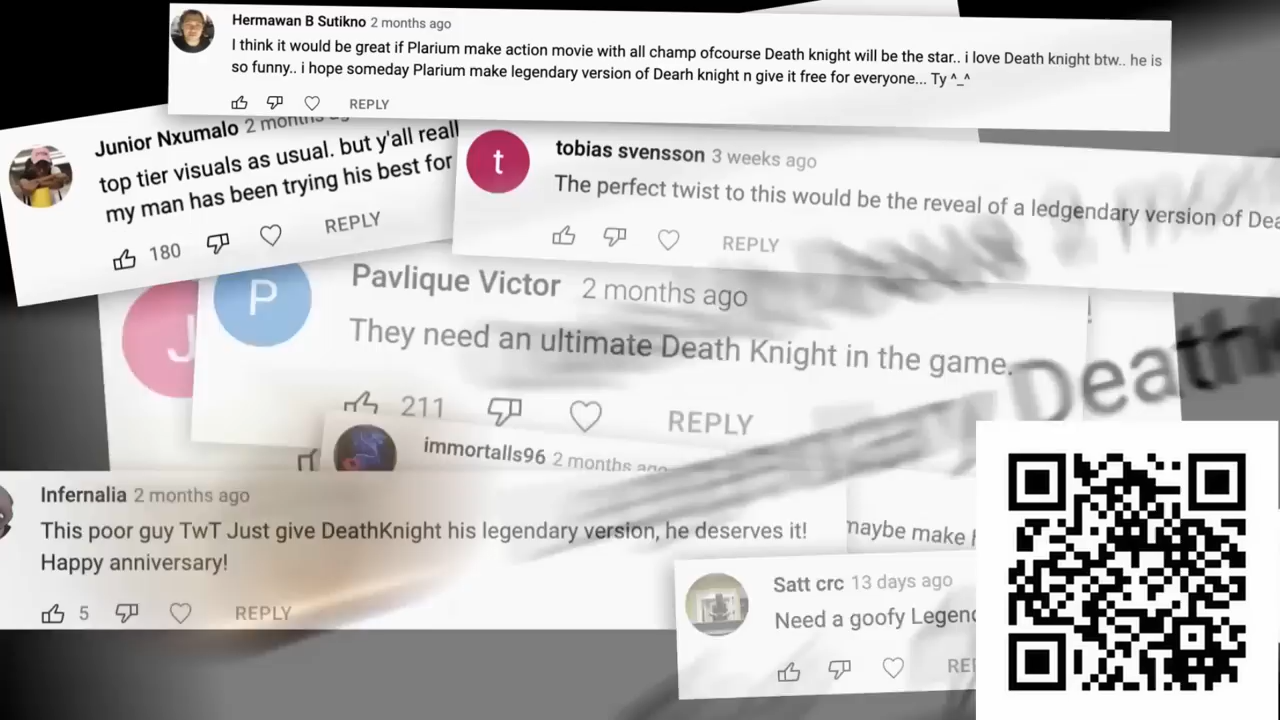 Hermawan B Sutikno 2 months ago
I think it would be great if Plarium make action movie with all champ ofcourse Death knight will be the star.. i love Death knight btw.. he is
so funny.. i hope someday Plarium make legendary version of Dearh knight n give it free for everyone... Ty ^_^
REPLY
Junior Nxumalo 2 months ago
top tier visuals as usual. but y'all reall
my man has been trying his best for
180
REPLY
t
tobias svensson 3 weeks ago
The perfect twist to this would be the reveal of a ledgendary version of Dea
REPLY
J
P
Pavlique Victor 2 months ago
They need an ultimate Death Knight in the game.
211
REPLY
Death
immortalls96 2 months ago
Infernalia 2 months ago
This poor guy TwT Just give DeathKnight his legendary version, he deserves it!
Happy anniversary!
5
REPLY
maybe make
Satt crc 13 days ago
Need a goofy Legend
RE